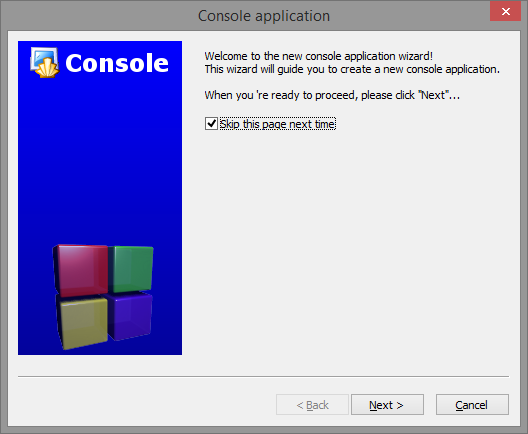 Console application
Console
Welcome to the new console application wizard!
This wizard will guide you to create a new console application.
When you 're ready to proceed, please click "Next"...
Skip this page next time
< Back
Next >
Cancel